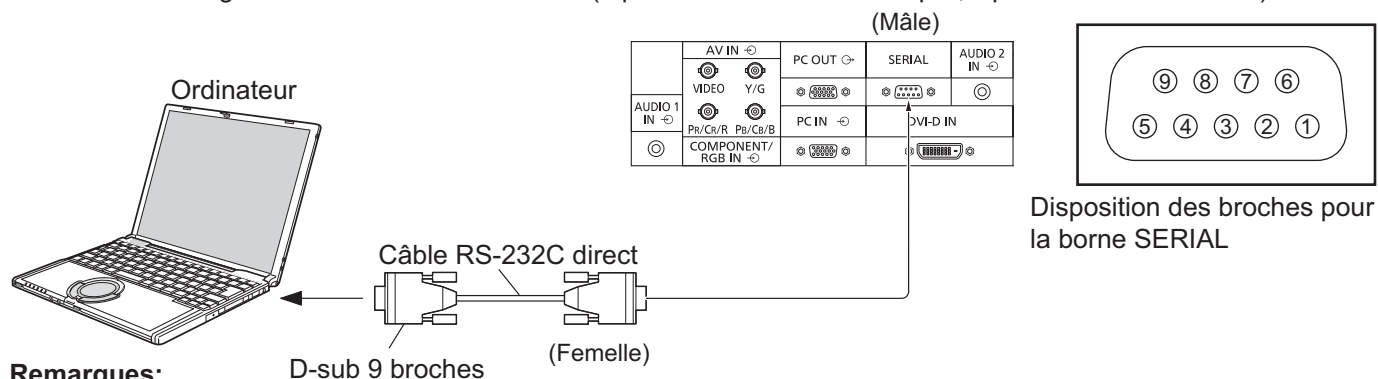 (Mâle)
AV IN
PC OUT
SERIAL
AUDIO 2 IN
VIDEO
Y/G
AUDIO 1 IN
PR/CR/R
PB/CB/B
PC IN
DVI-D IN
COMPONENT/
RGB IN
9 8 7 6
5 4 3 2 1
Disposition des broches pour
la borne SERIAL
Ordinateur
Câble RS-232C direct
(Femelle)
D-sub 9 broches
Remarques: